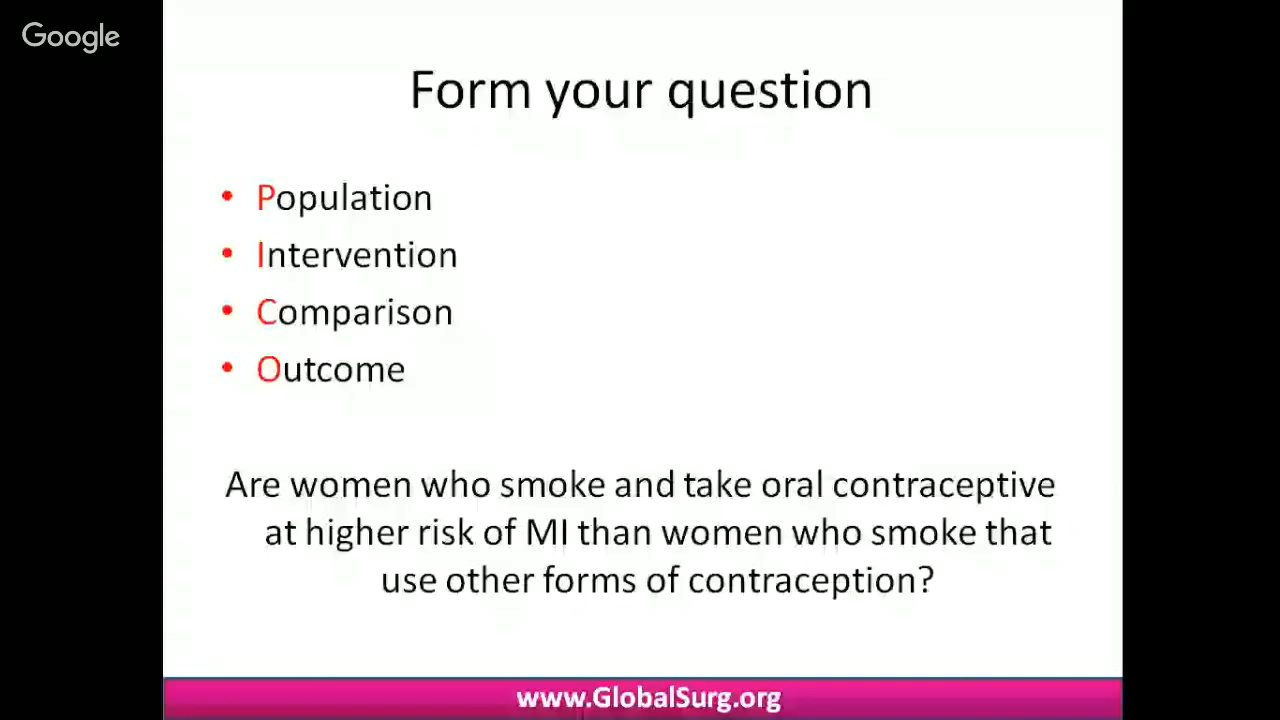 Google
Form your question
• Population
• Intervention
• Comparison
• Outcome
Are women who smoke and take oral contraceptive
at higher risk of MI than women who smoke that
use other forms of contraception?
www.GlobalSurg.org